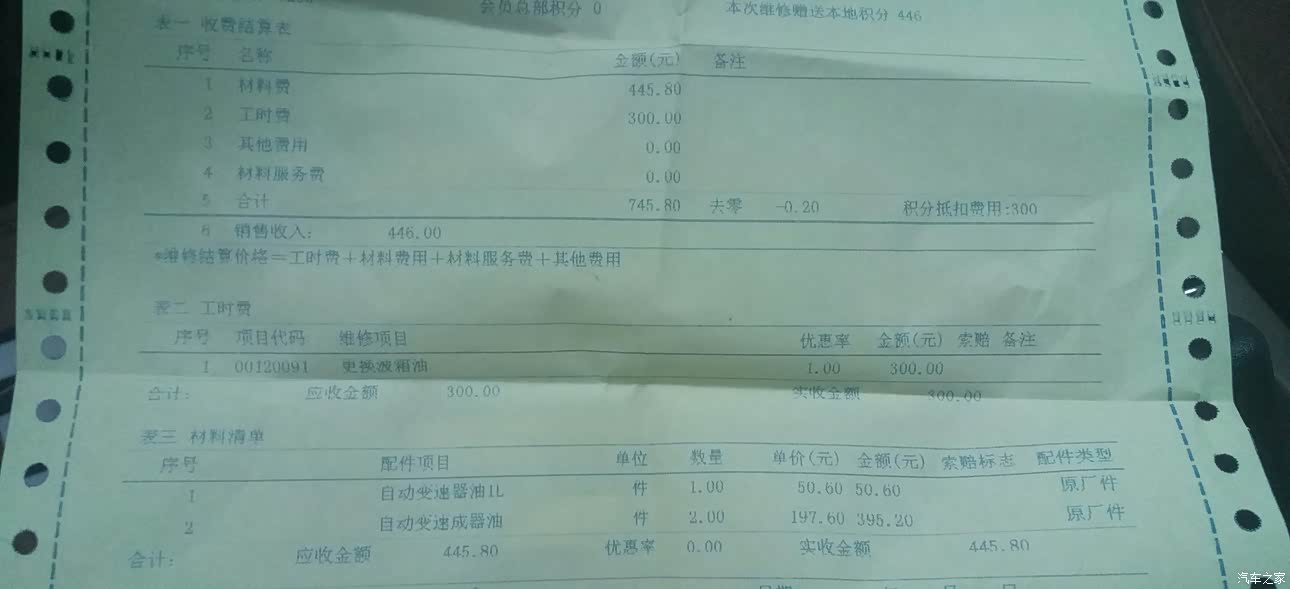 会员总部积分 0 本次维修赠送本地积分 446
表一 收费结算表
序号 名称 金额(元) 备注
1 材料费 445.80
2 工时费 300.00
3 其他费用 0.00
4 材料服务费 0.00
5 合计 745.80 去零 -0.20 积分抵扣费用:300
6 销售收入: 446.00
*维修结算价格=工时费+材料费用+材料服务费+其他费用
表二 工时费
序号 项目代码 维修项目 优惠率 金额(元) 索赔 备注
1 00120091 更换波箱油 1.00 300.00
合计: 应收金额 300.00 实收金额 300.00
表三 材料清单
序号 配件项目 单位 数量 单价(元) 金额(元) 索赔标志 配件类型
1 自动变速器油1L 件 1.00 50.60 50.60 原厂件
2 自动变速成器油 件 2.00 197.60 395.20 原厂件
合计: 应收金额 445.80 优惠率 0.00 实收金额 445.80
汽车之家